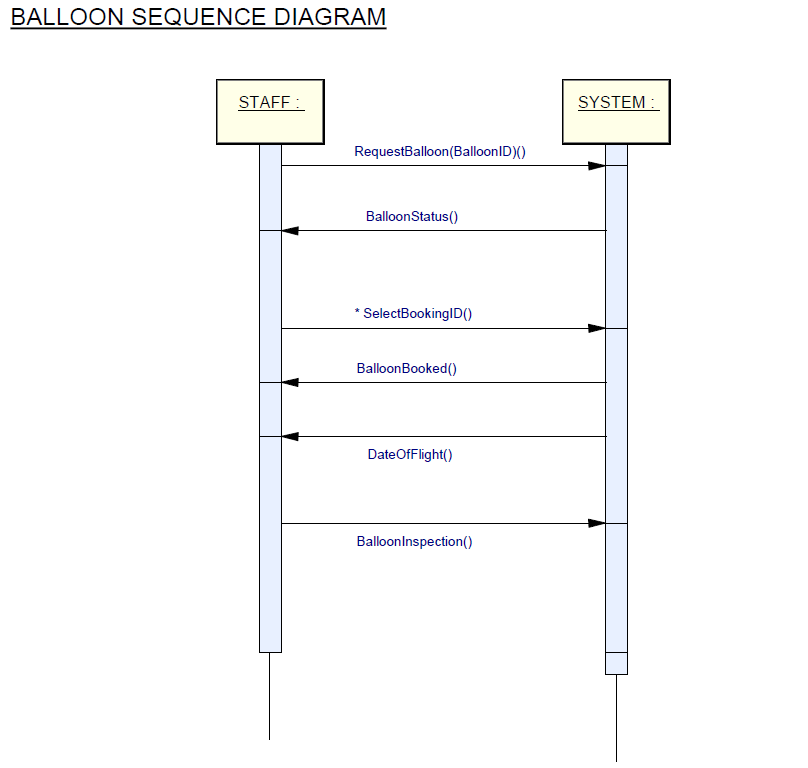 BALLOON SEQUENCE DIAGRAM
STAFF :
SYSTEM :
RequestBalloon(BalloonID)()
BalloonStatus()
* SelectBookingID()
BalloonBooked()
DateOfFlight()
BalloonInspection()